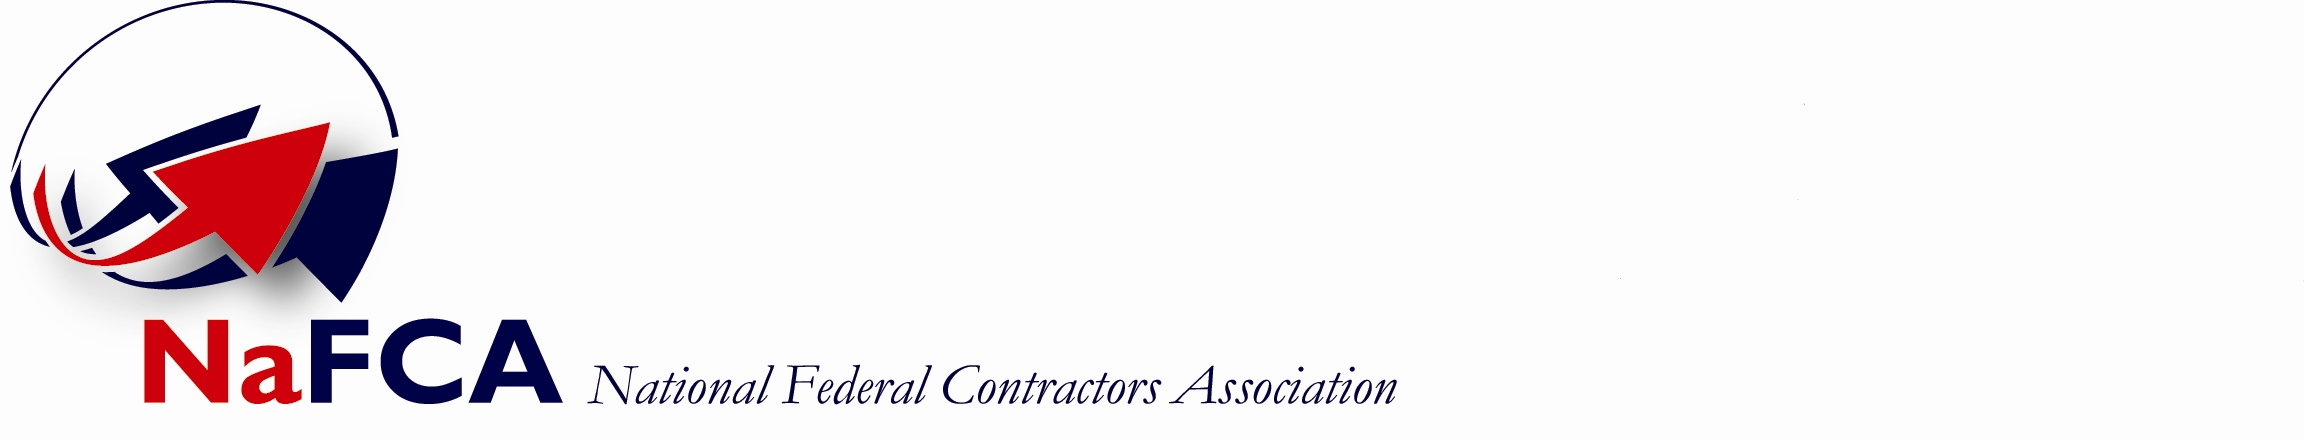 NaFCA National Federal Contractors Association